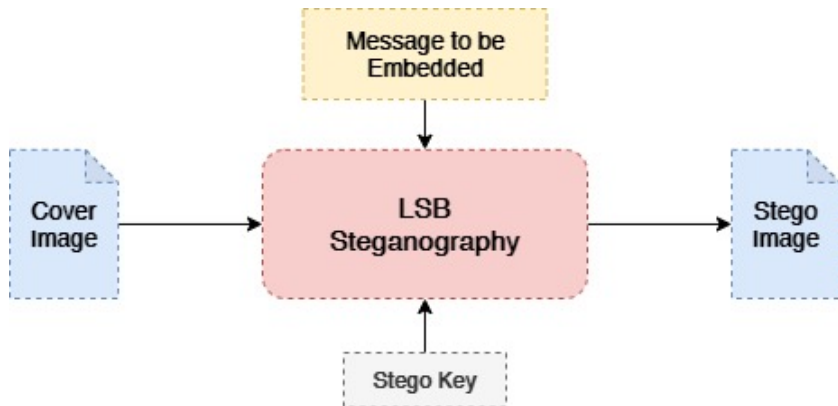 Message to be
Embedded
Cover
Image
LSB
Steganography
Stego
Image
Stego Key